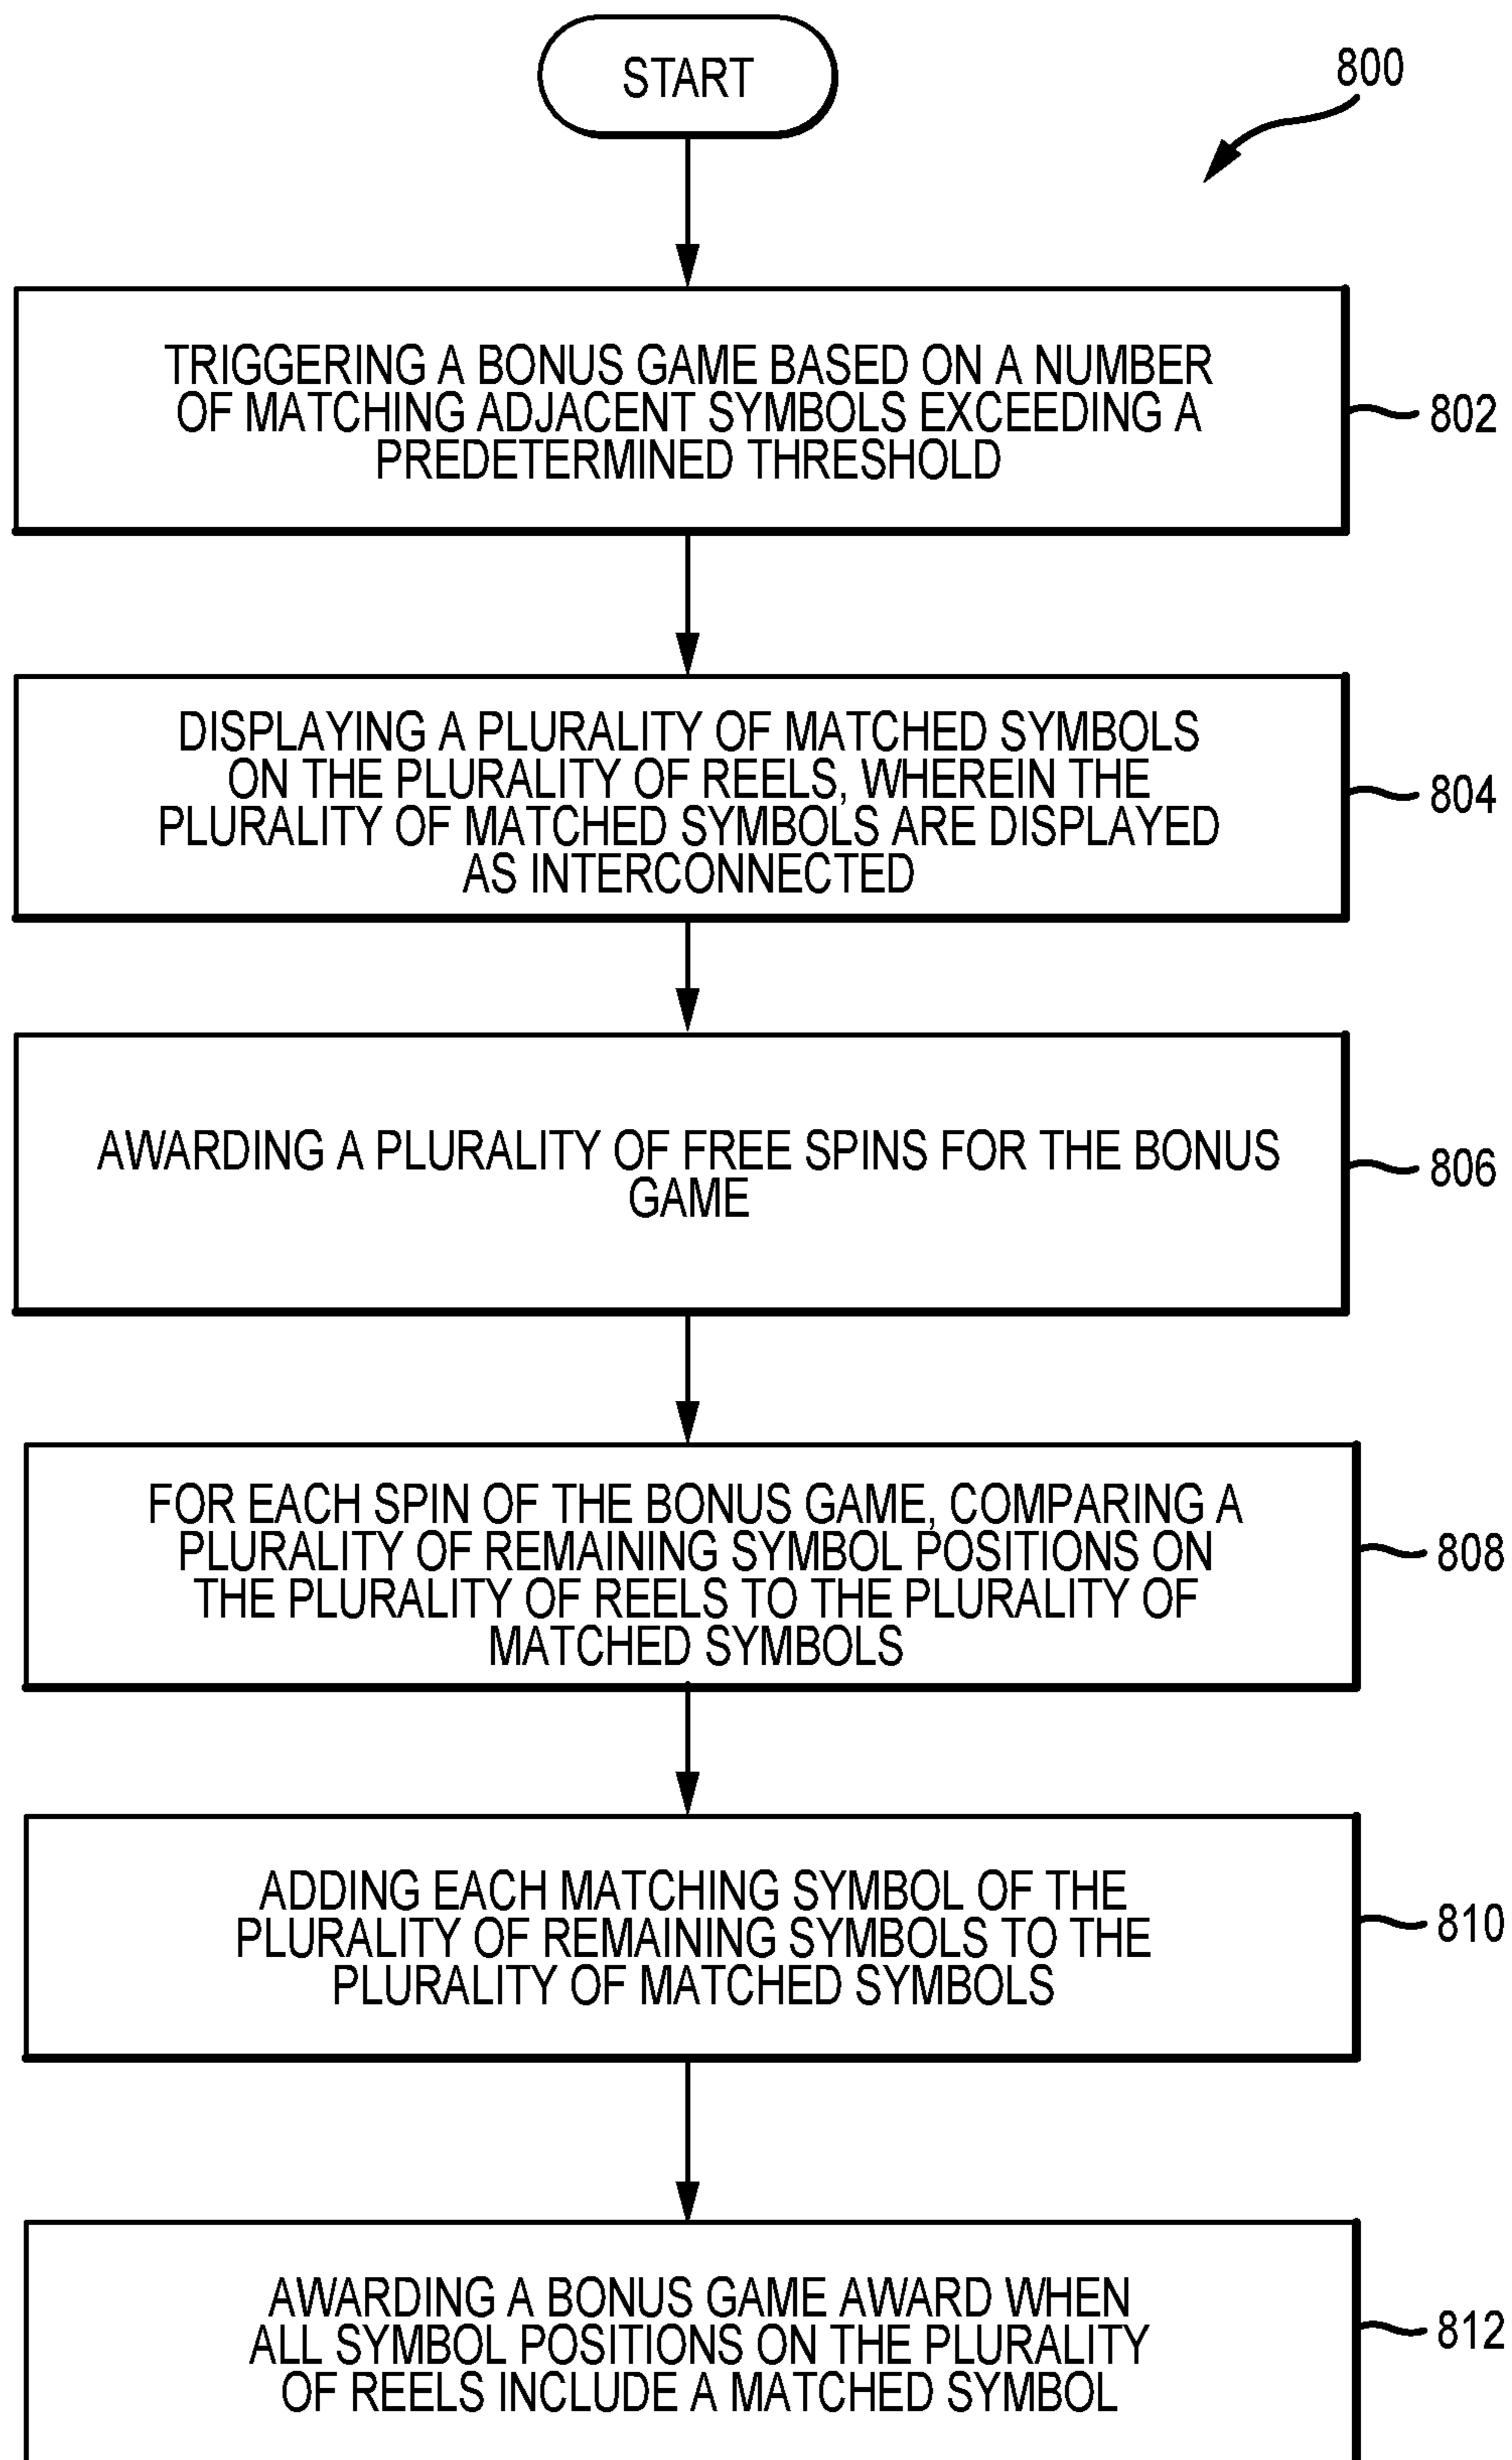 START
800
TRIGGERING A BONUS GAME BASED ON A NUMBER
OF MATCHING ADJACENT SYMBOLS EXCEEDING A
PREDETERMINED THRESHOLD
802
DISPLAYING A PLURALITY OF MATCHED SYMBOLS
ON THE PLURALITY OF REELS, WHEREIN THE
PLURALITY OF MATCHED SYMBOLS ARE DISPLAYED
AS INTERCONNECTED
804
AWARDING A PLURALITY OF FREE SPINS FOR THE BONUS
GAME
806
FOR EACH SPIN OF THE BONUS GAME, COMPARING A
PLURALITY OF REMAINING SYMBOL POSITIONS ON
THE PLURALITY OF REELS TO THE PLURALITY OF
MATCHED SYMBOLS
808
ADDING EACH MATCHING SYMBOL OF THE
PLURALITY OF REMAINING SYMBOLS TO THE
PLURALITY OF MATCHED SYMBOLS
810
AWARDING A BONUS GAME AWARD WHEN
ALL SYMBOL POSITIONS ON THE PLURALITY
OF REELS INCLUDE A MATCHED SYMBOL
812